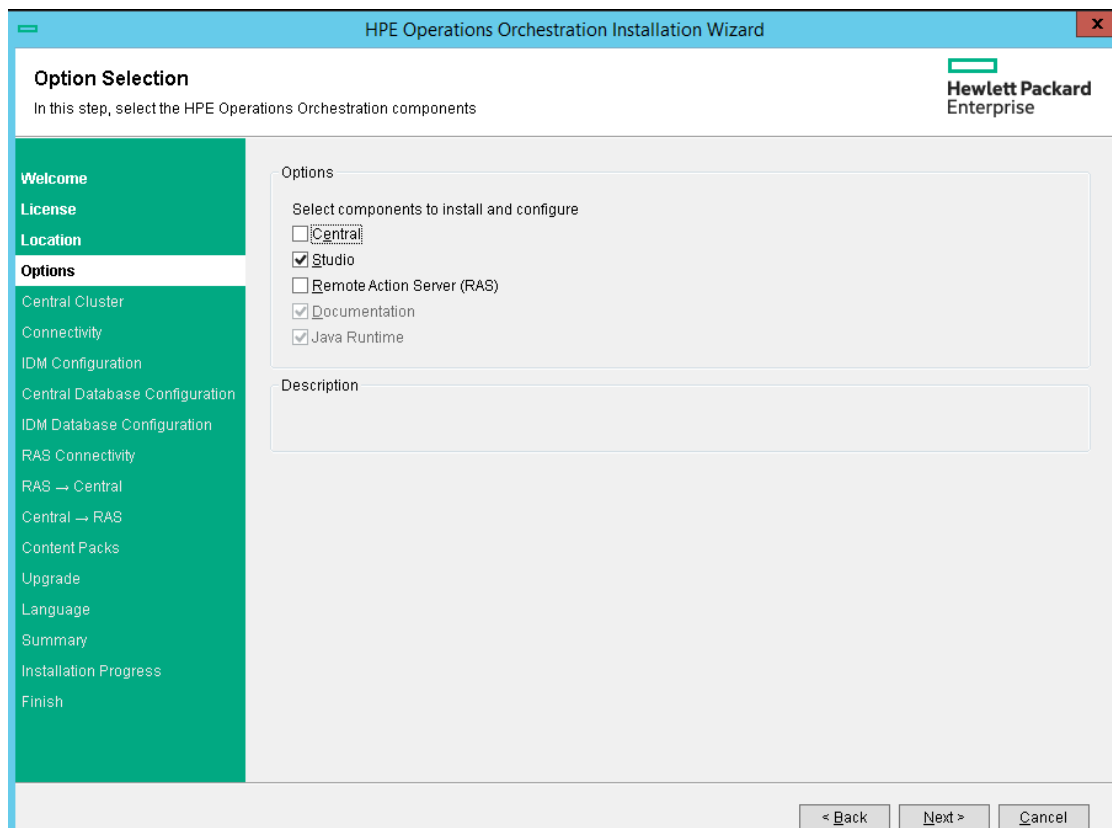 HPE Operations Orchestration Installation Wizard
x
Option Selection
In this step, select the HPE Operations Orchestration components
Hewlett Packard
Enterprise
Welcome
License
Location
Options
Central Cluster
Connectivity
IDM Configuration
Central Database Configuration
IDM Database Configuration
RAS Connectivity
RAS → Central
Central → RAS
Content Packs
Upgrade
Language
Summary
Installation Progress
Finish
Options
Select components to install and configure
Central
Studio
Remote Action Server (RAS)
Documentation
Java Runtime
Description
< Back
Next >
Cancel